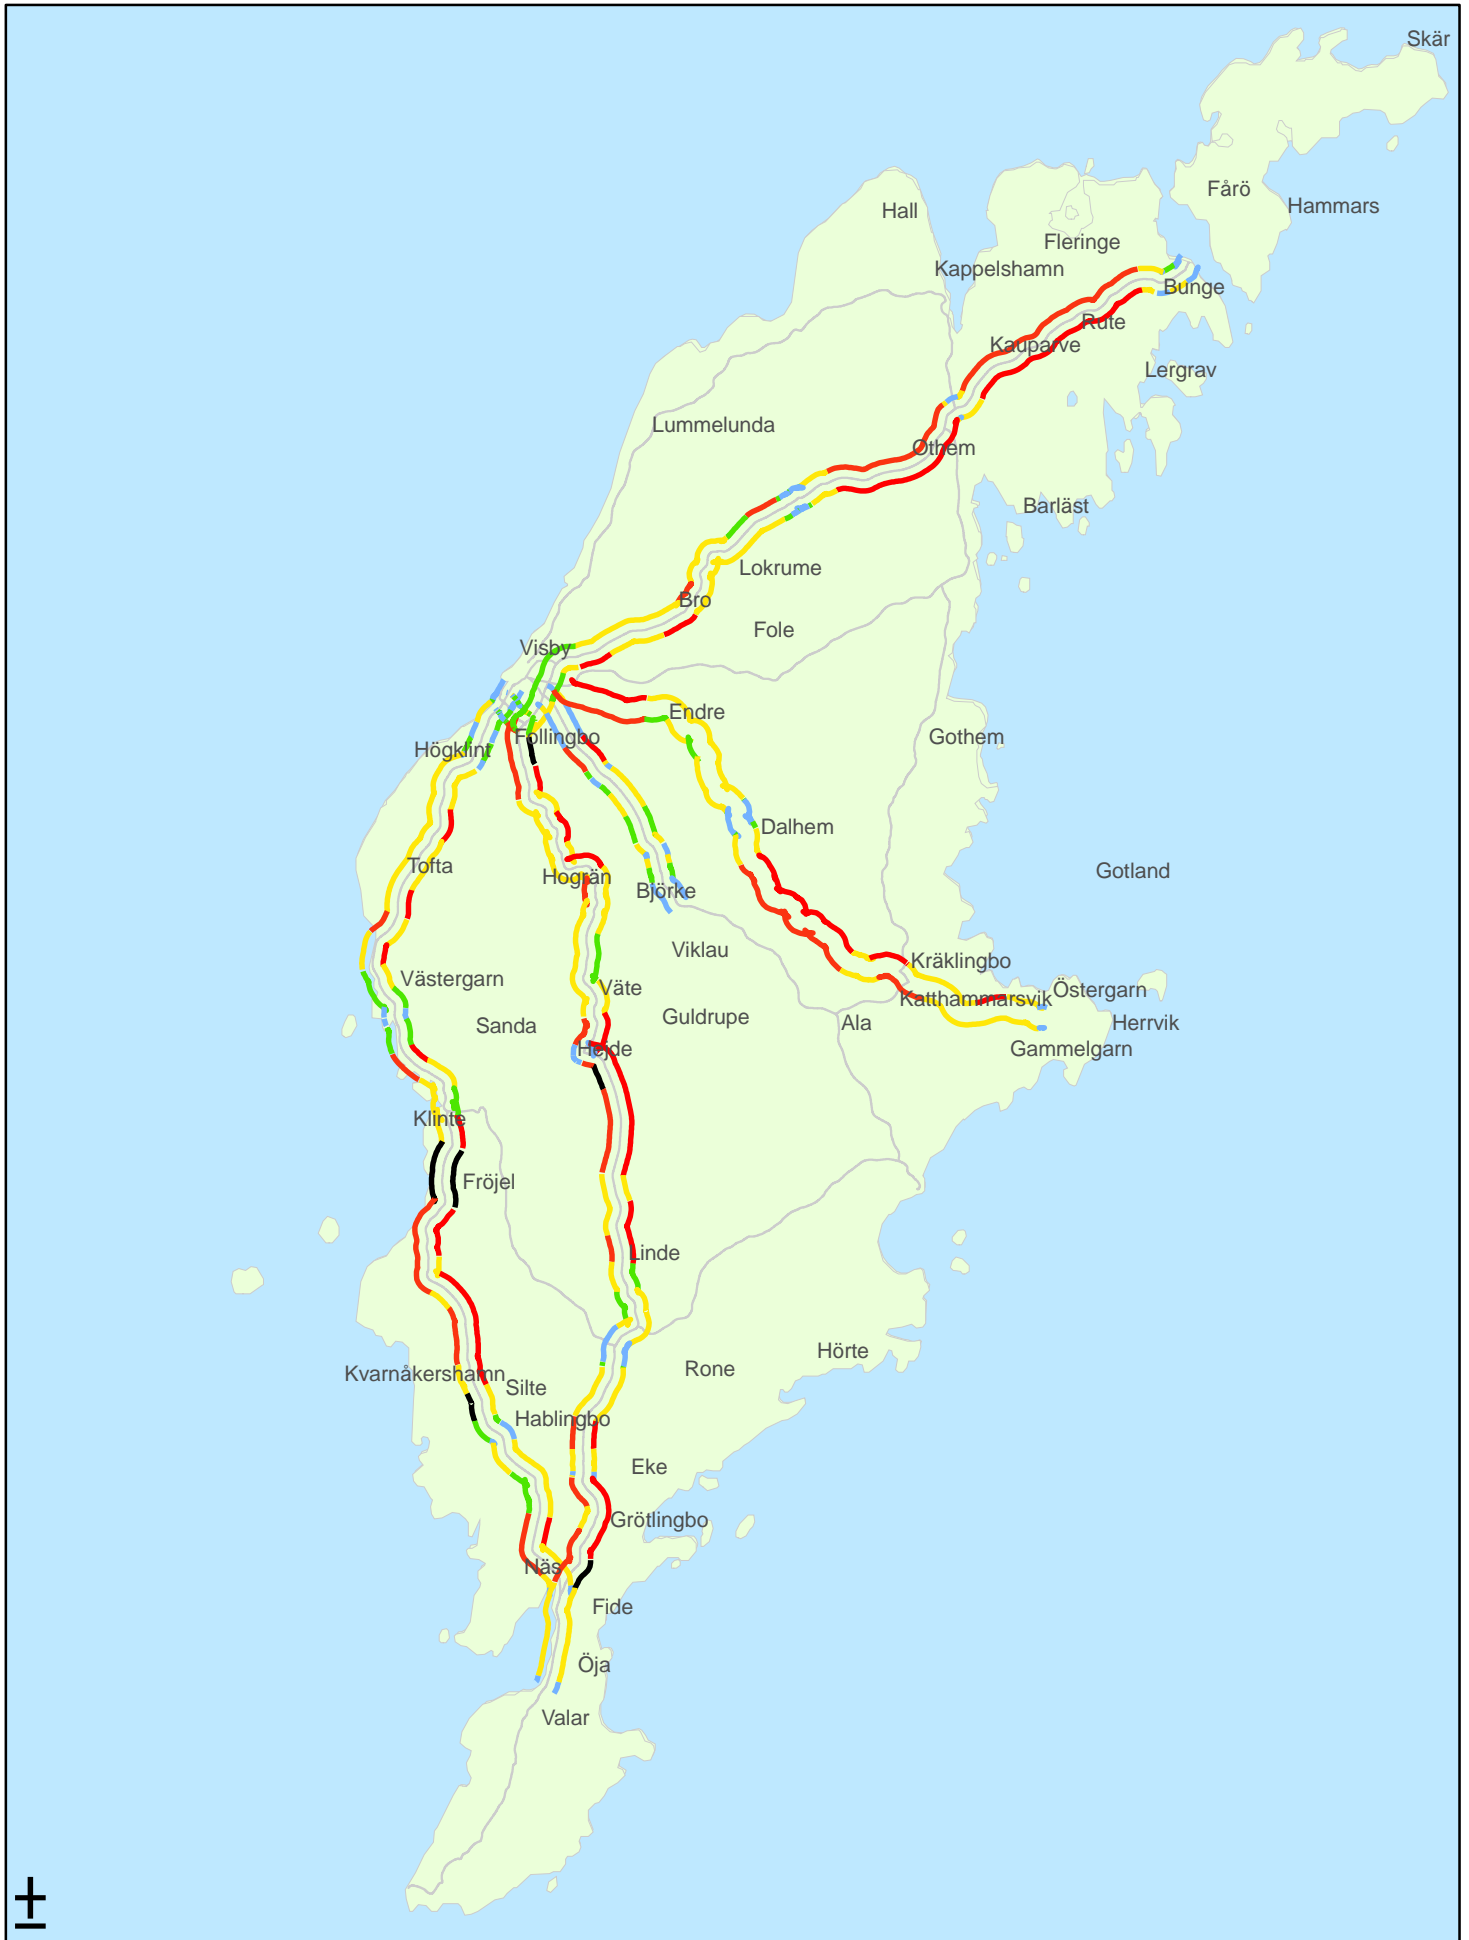 Skär
Fårö
Hammars
Hall
Fleringe
Kappelshamn
Bunge
Rute
Kauparve
Lergrav
Lummelunda
Othem
Barläst
Lokrume
Bro
Fole
Visby
Endre
Follingbo
Gothem
Högklint
Dalhem
Tofta
Gotland
Hogrän
Björke
Viklau
Kräklingbo
Västergarn
Väte
Östergarn
Katthammarsvik
Guldrupe
Sanda
Ala
Herrvik
Hejde
Gammelgarn
Klinte
Fröjel
Linde
Hörte
Rone
Kvarnåkershamn
Silte
Hablingbo
Eke
Grötlingbo
Näs
Fide
Öja
Valar